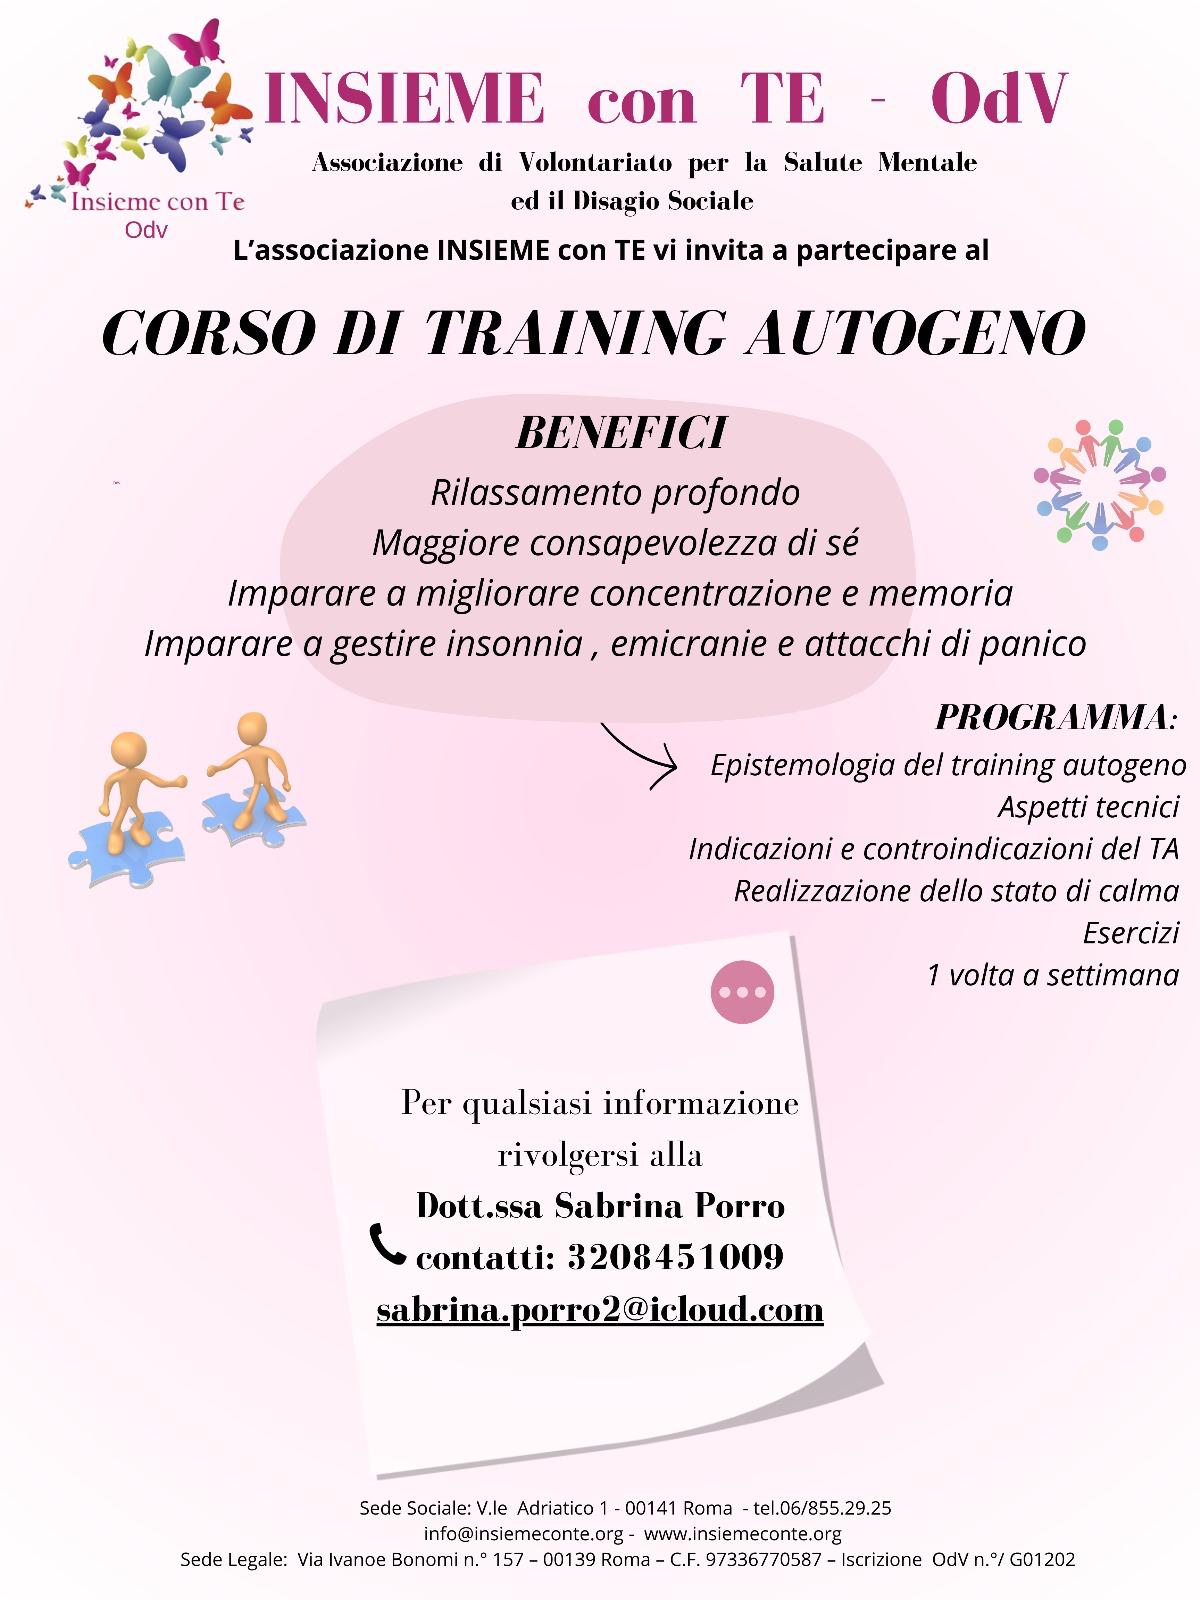 INSIEME con TE - OdV
Associazione di Volontariato per la Salute Mentale
ed il Disagio Sociale
Insieme con Te
Odv
L'associazione INSIEME con TE vi invita a partecipare al
CORSO DI TRAINING AUTOGENO
BENEFICI
Rilassamento profondo
Maggiore consapevolezza di sé
Imparare a migliorare concentrazione e memoria
Imparare a gestire insonnia , emicranie e attacchi di panico
PROGRAMMA:
Epistemologia del training autogeno
Aspetti tecnici
Indicazioni e controindicazioni del TA
Realizzazione dello stato di calma
Esercizi
1 volta a settimana
Per qualsiasi informazione
rivolgersi alla
Dott.ssa Sabrina Porro
contatti: 3208451009
sabrina.porro2@icloud.com
Sede Sociale: V.le Adriatico 1 - 00141 Roma - tel.06/855.29.25
info@insiemeconte.org - www.insiemeconte.org
Sede Legale: Via Ivanoe Bonomi n.° 157 – 00139 Roma – C.F. 97336770587 – Iscrizione OdV n.°/ G01202